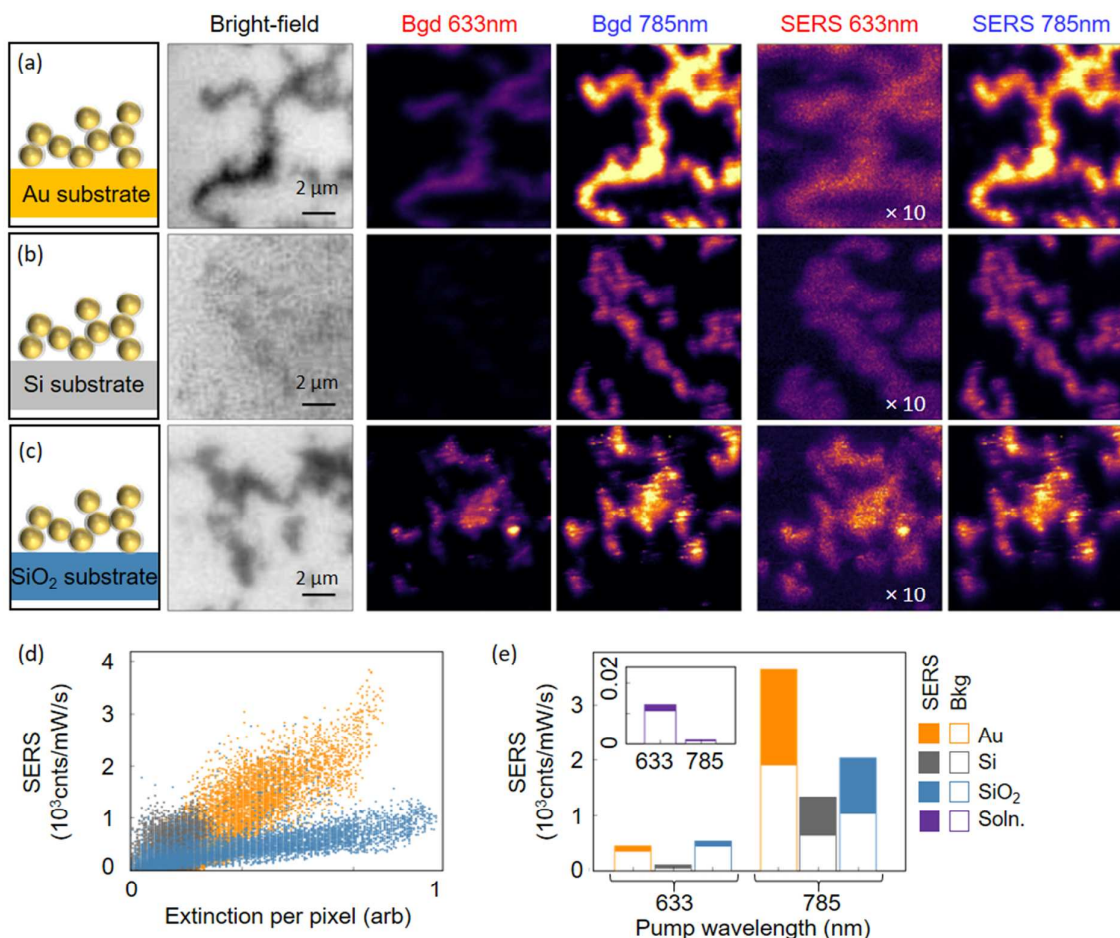 Bright-field Bgd 633nm Bgd 785nm SERS 633nm SERS 785nm
(a)
Au substrate
2 µm
× 10
(b)
Si substrate
2 µm
× 10
(c)
SiO₂ substrate
2 µm
× 10
(d)
SERS
(10³cnts/mW/s)
4
3
2
1
0
0 1
Extinction per pixel (arb)
(e)
SERS
(10³cnts/mW/s)
3
2
1
0
0.02
0
633 785
633 785
Pump wavelength (nm)
SERS
Bkg
Au
Si
SiO₂
Soln.